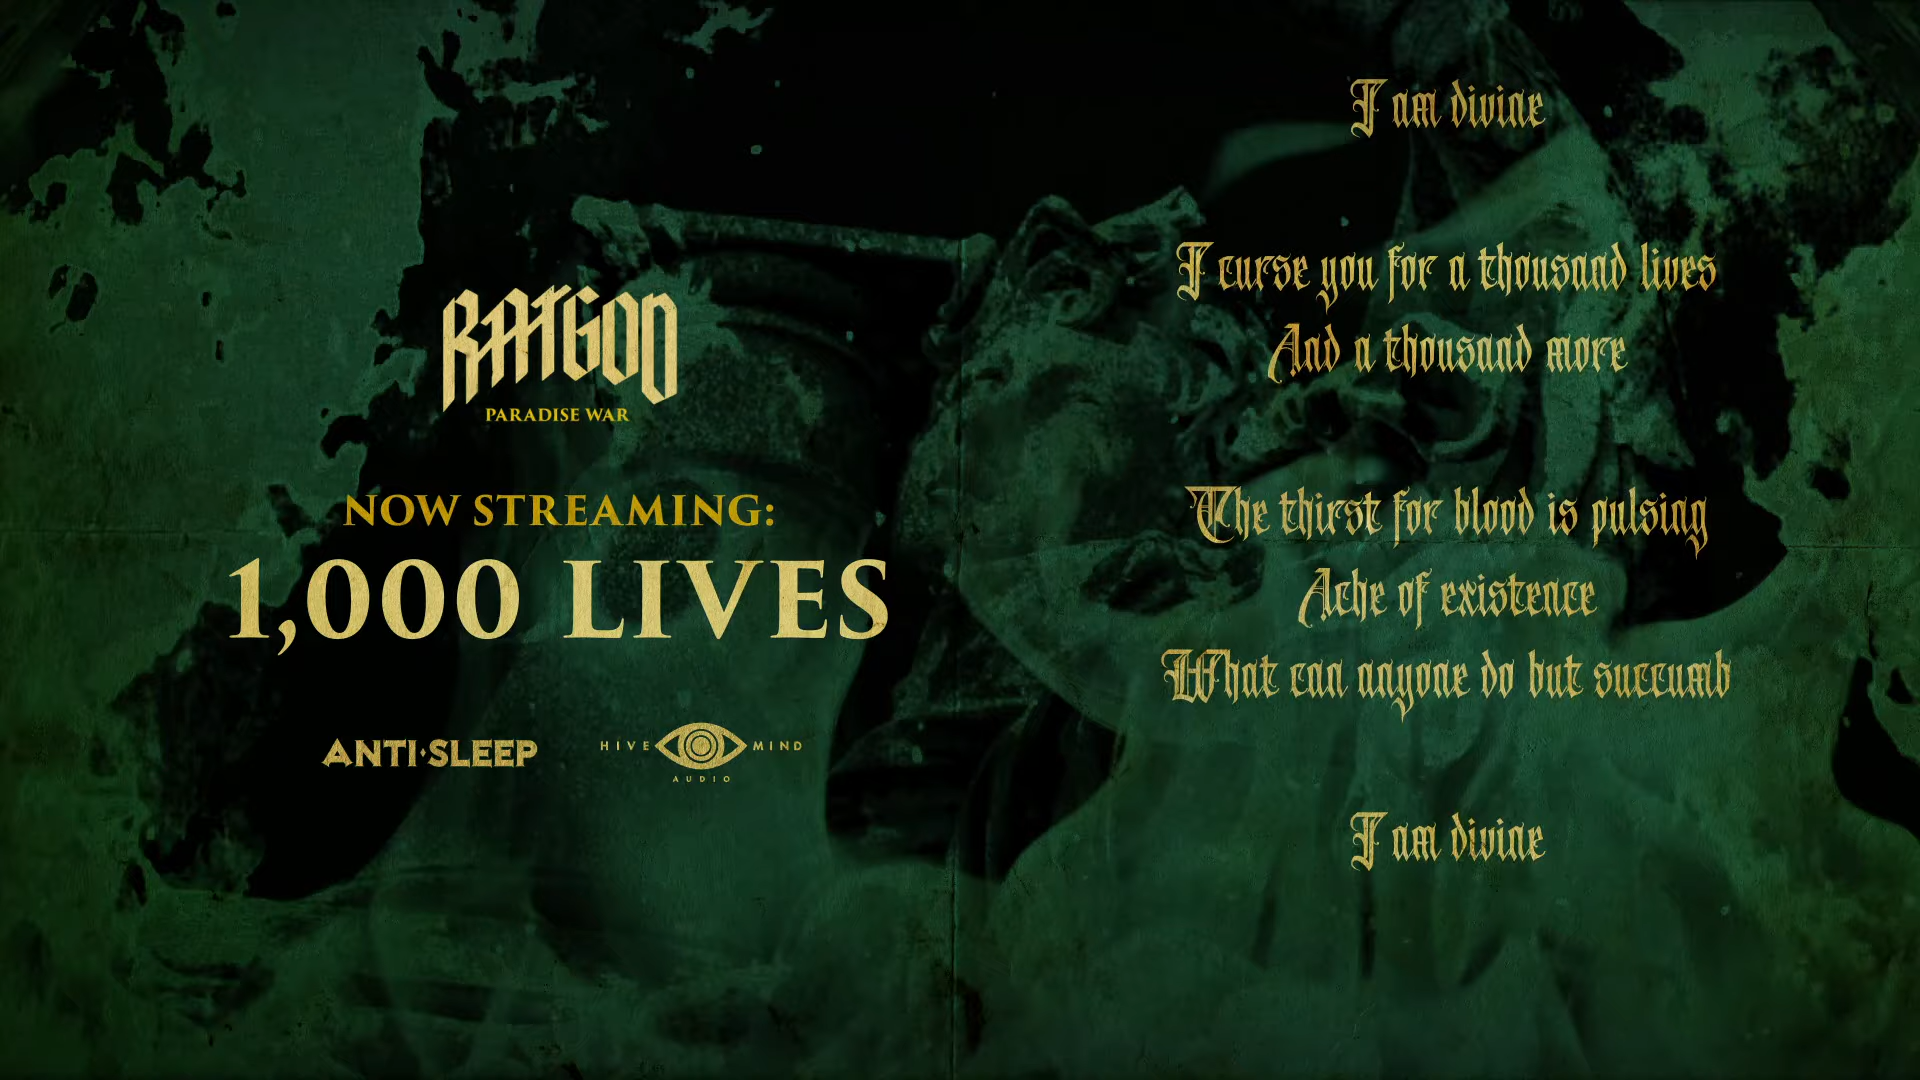 RATGOD
PARADISE WAR
NOW STREAMING:
1,000 LIVES
ANTI·SLEEP
HIVE MIND
AUDIO
I am divine
I curse you for a thousand lives
And a thousand more
The thirst for blood is pulsing
Ache of existence
What can anyone do but succumb
I am divine